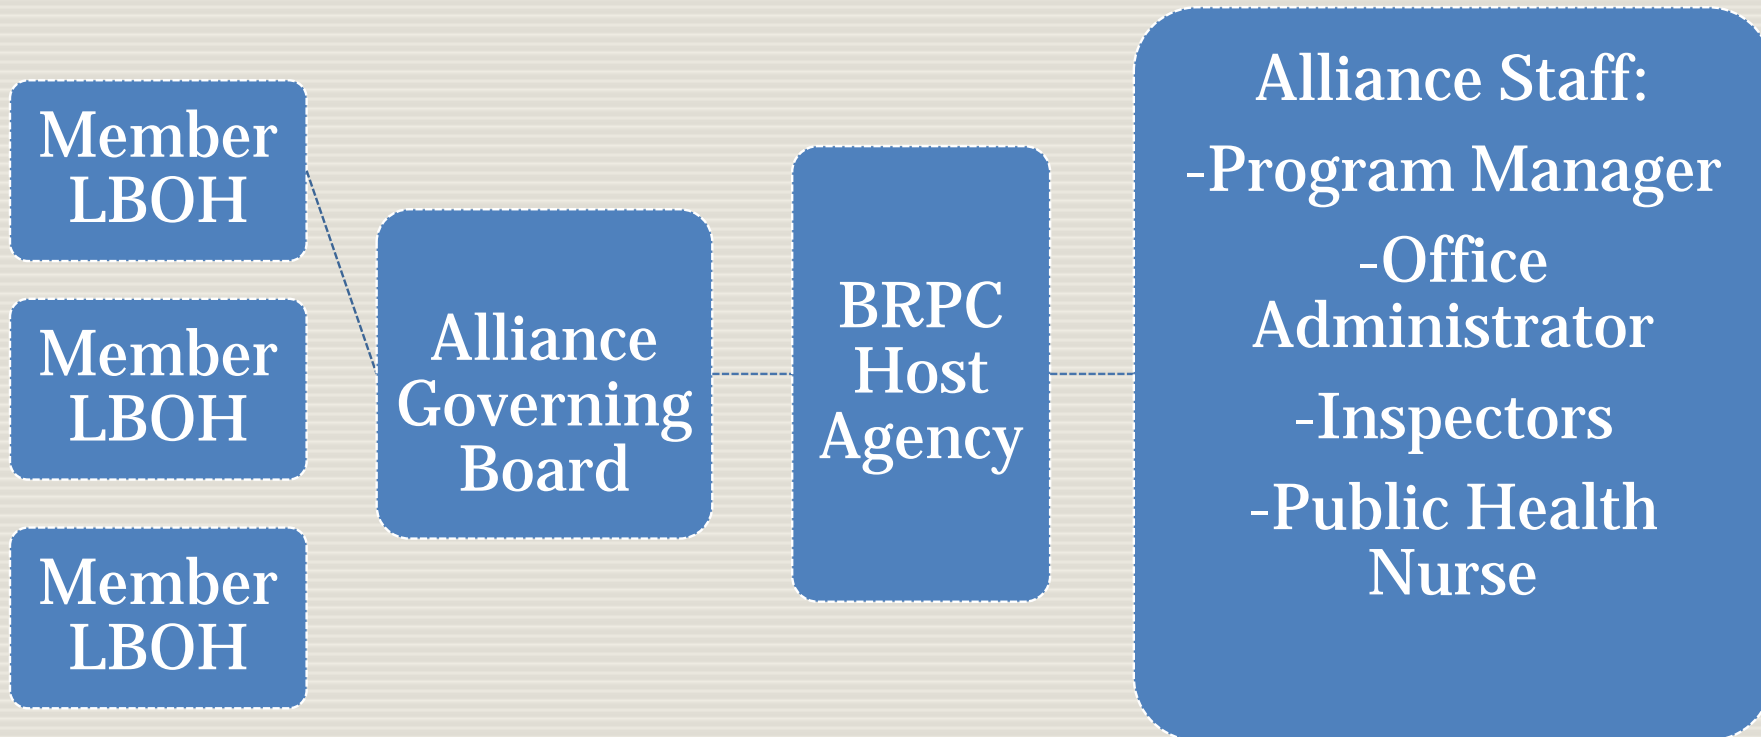 Member
LBOH
Member
LBOH
Member
LBOH
Alliance
Governing
Board
BRPC
Host
Agency
Alliance Staff:
-Program Manager
-Office
Administrator
-Inspectors
-Public Health
Nurse